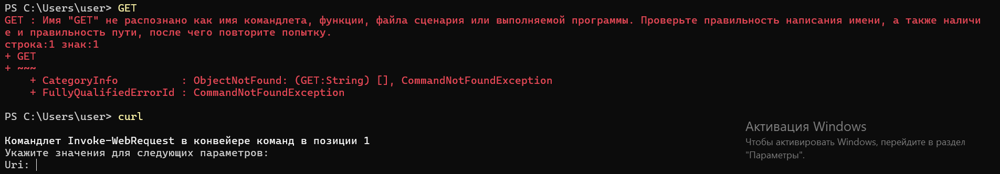 PS C:\Users\user> GET
GET : Имя "GET" не распознано как имя командлета, функции, файла сценария или выполняемой программы. Проверьте правильность написания имени, а также наличи
е и правильность пути, после чего повторите попытку.
строка:1 знак:1
+ GET
+ ~~~
    + CategoryInfo          : ObjectNotFound: (GET:String) [], CommandNotFoundException
    + FullyQualifiedErrorId : CommandNotFoundException
PS C:\Users\user> curl
Командлет Invoke-WebRequest в конвейере команд в позиции 1
Укажите значения для следующих параметров:
Uri:
Активация Windows
Чтобы активировать Windows, перейдите в раздел
"Параметры".